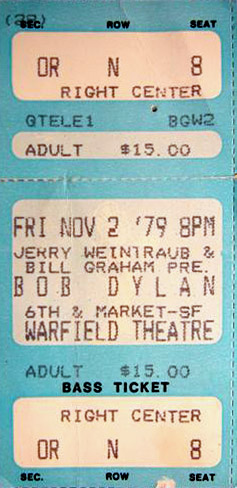 (22)
SEC. ROW SEAT
OR N 8
RIGHT CENTER
QTELE1 BGW2
ADULT $15.00
FRI NOV 2 '79 8PM
JERRY WEINTRAUB &
BILL GRAHAM PRE.
BOB DYLAN
6TH & MARKET-SF
WARFIELD THEATRE
ADULT $15.00
BASS TICKET
RIGHT CENTER
OR N 8
SEC. ROW SEAT